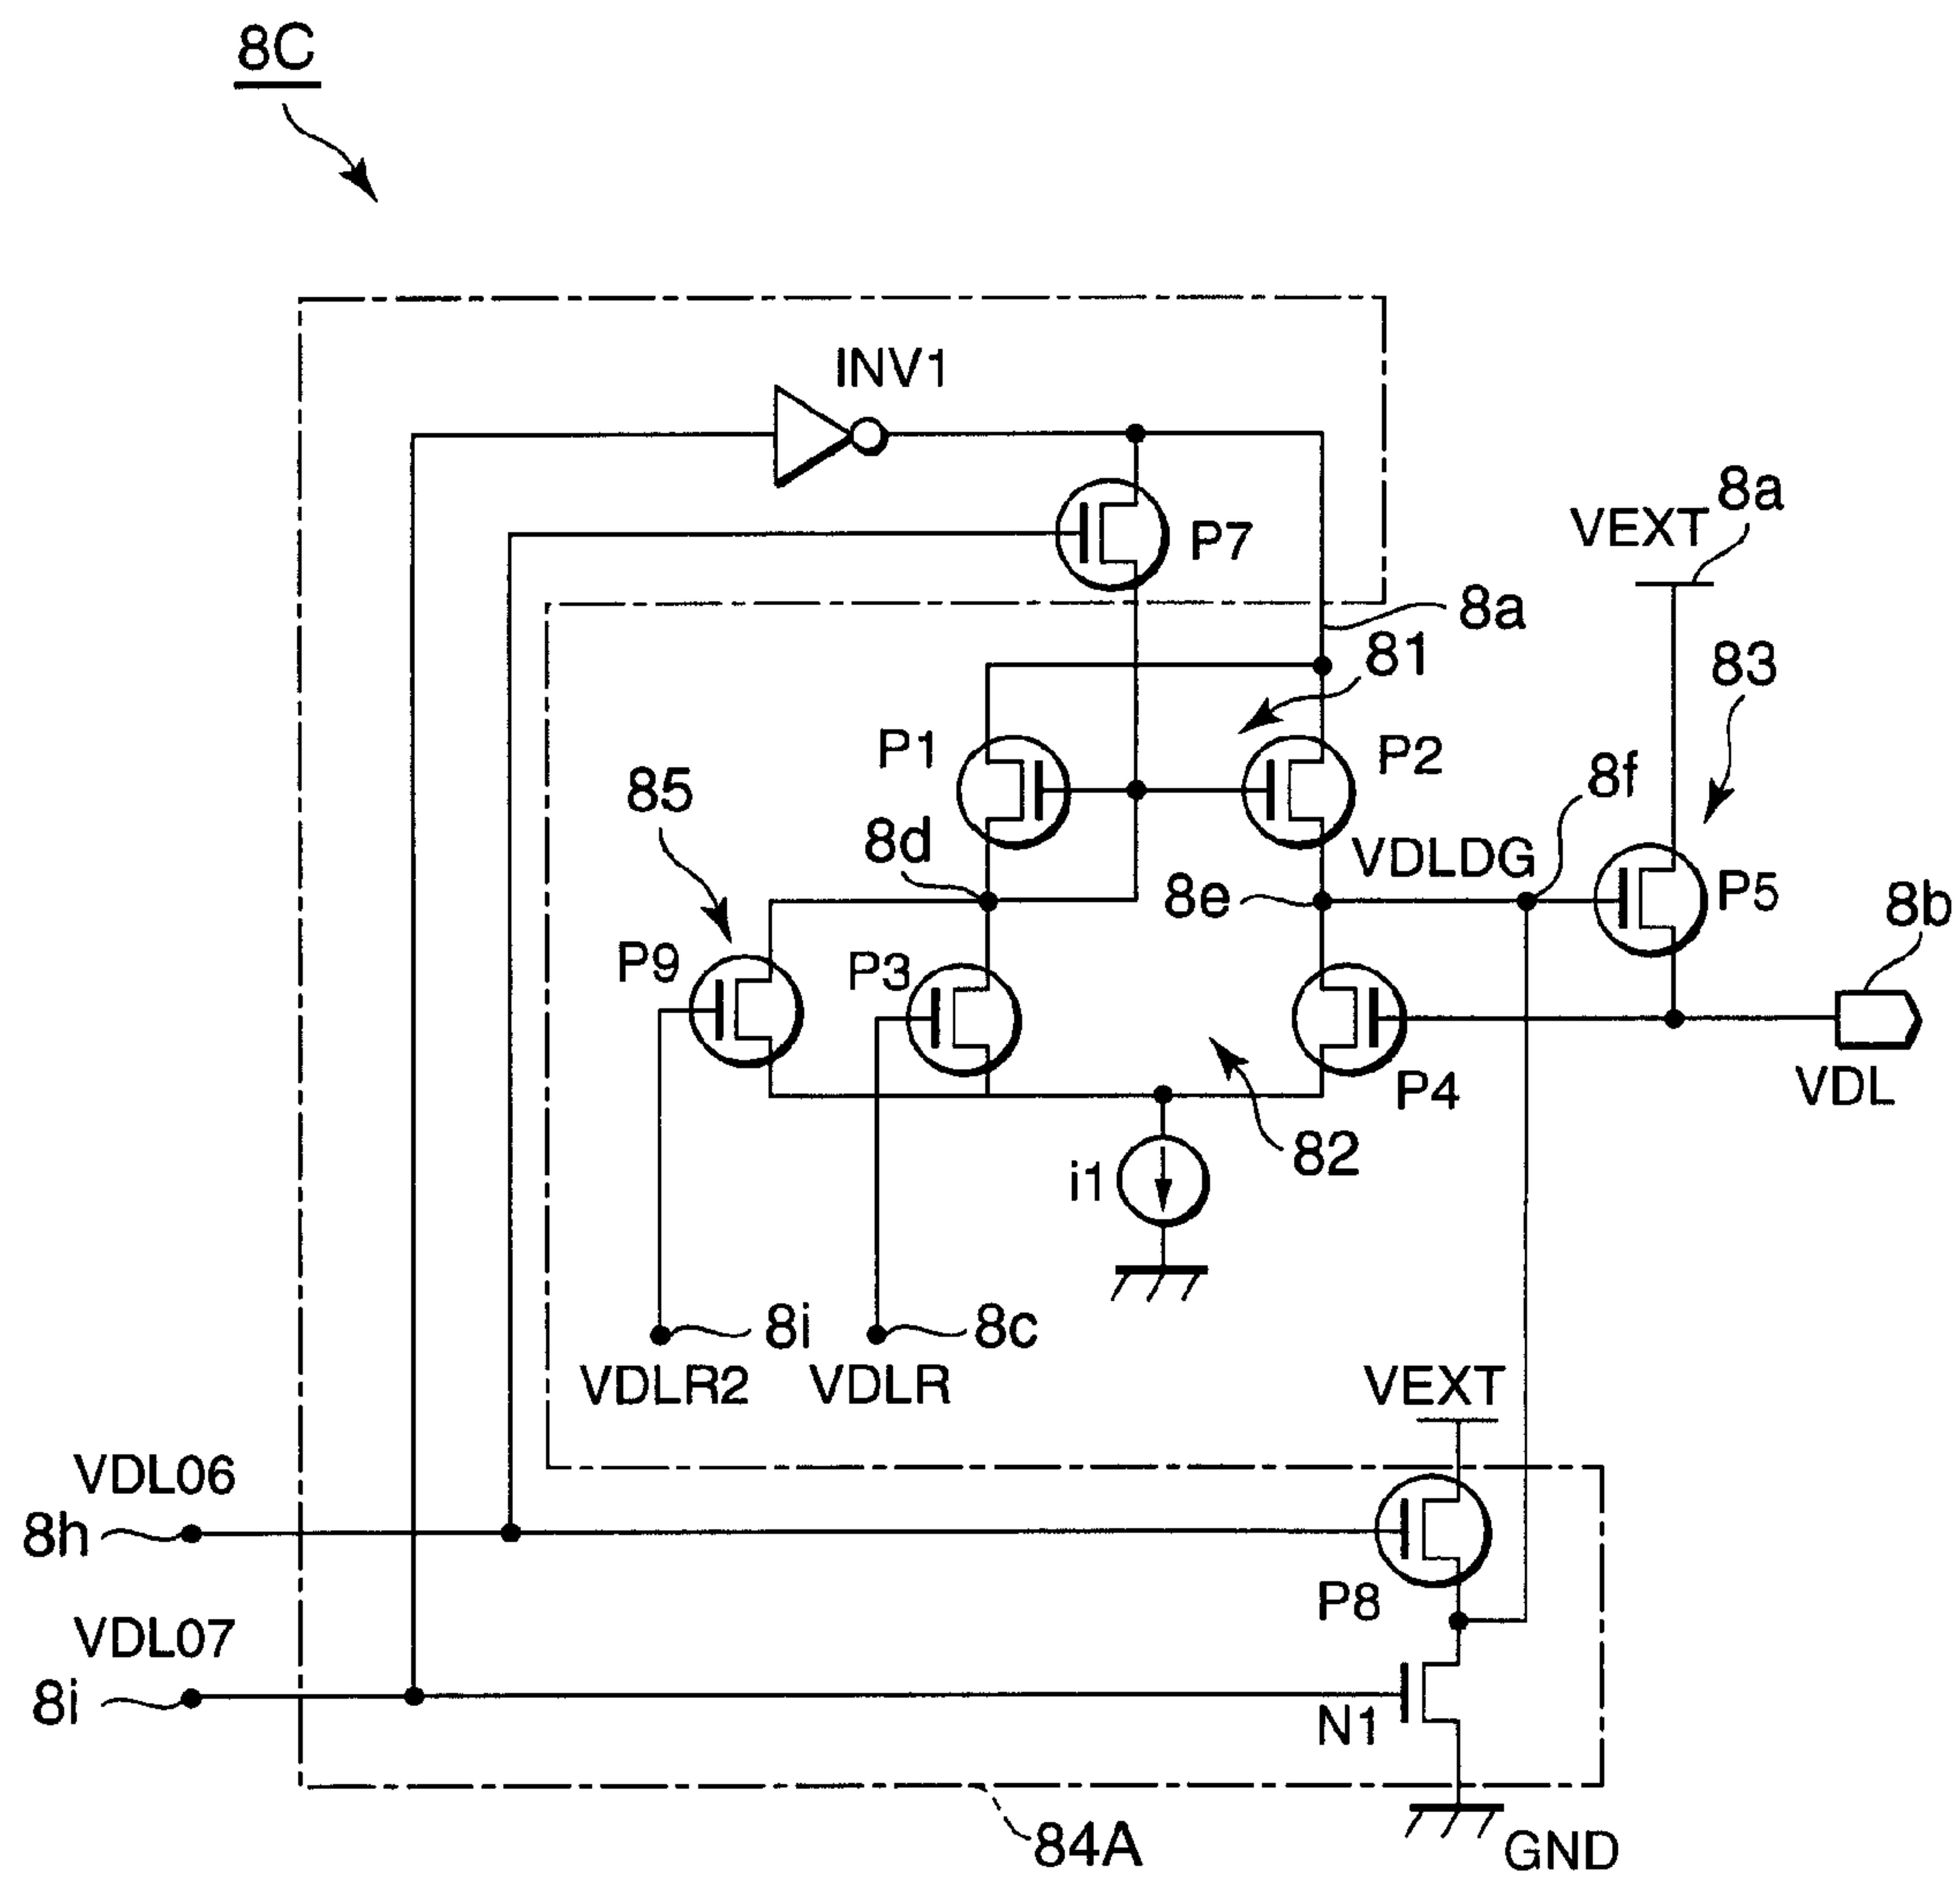 8C
INV1
P7
VEXT
8a
8a
81
83
P1
P2
85
8f
8d
VDLDG
8e
P5
8b
P9
P3
P4
VDL
82
i1
8i
8c
VDLR2
VDLR
VEXT
VDL06
8h
P8
VDL07
8i
N1
84A
GND